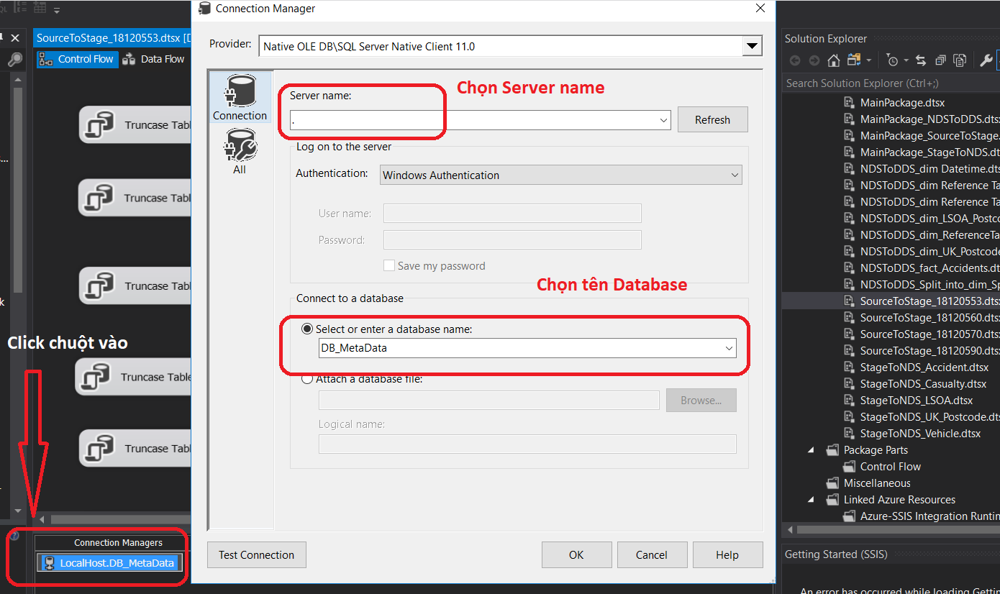 Connection Manager
Provider:
Native OLE DB\SQL Server Native Client 11.0
Connection
All
Server name:
.
Chọn Server name
Refresh
Log on to the server
Authentication:
Windows Authentication
User name:
Password:
Save my password
Chọn tên Database
Connect to a database
Select or enter a database name:
DB_MetaData
Attach a database file:
Browse...
Logical name:
Test Connection
OK
Cancel
Help
SourceToStage_18120553.dtsx [D
Control Flow
Data Flow
Truncase Tabl
Truncase Tabl
Truncase Tabl
Click chuột vào
Truncase Table
Truncase Tabl
Connection Managers
LocalHost.DB_MetaData
Solution Explorer
Search Solution Explorer (Ctrl+;)
MainPackage.dtsx
MainPackage_NDSToDDS.dtsx
MainPackage_SourceToStage.
MainPackage_StageToNDS.dt
NDSToDDS_dim Datetime.dts
NDSToDDS_dim Reference Ta
NDSToDDS_dim Reference Ta
NDSToDDS_dim_LSOA_Postco
NDSToDDS_dim_ReferenceTa
NDSToDDS_dim_UK_Postcode
NDSToDDS_fact_Accidents.dt
NDSToDDS_Split_into_dim_Sp
SourceToStage_18120553.dtsx
SourceToStage_18120560.dtsx
SourceToStage_18120570.dtsx
SourceToStage_18120590.dtsx
StageToNDS_Accident.dtsx
StageToNDS_Casualty.dtsx
StageToNDS_LSOA.dtsx
StageToNDS_UK_Postcode.dts
StageToNDS_Vehicle.dtsx
Package Parts
Control Flow
Miscellaneous
Linked Azure Resources
Azure-SSIS Integration Runtin
Getting Started (SSIS)
An error has occurred while loading Getti